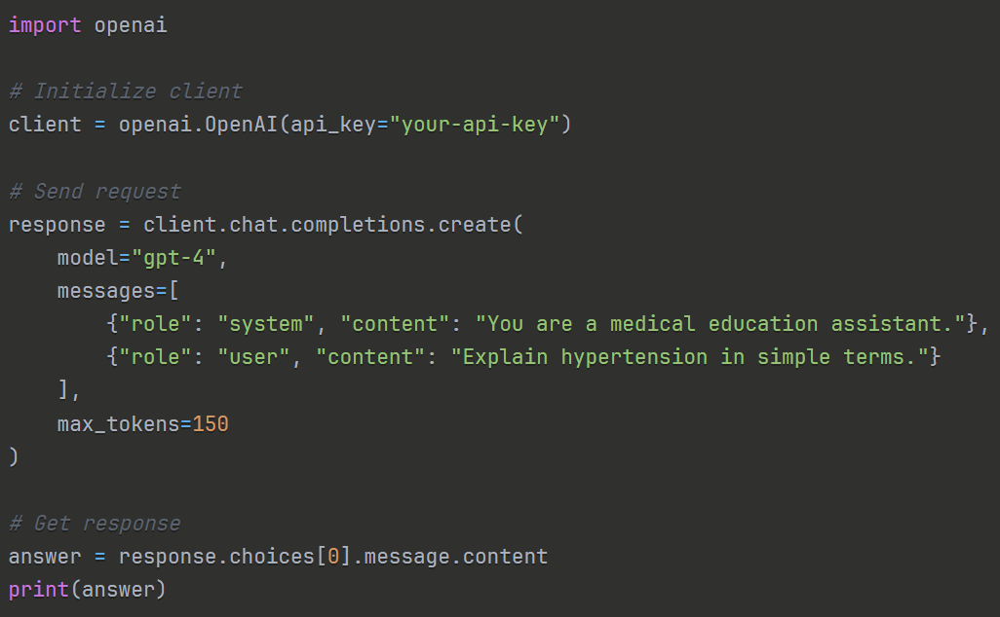 import openai

# Initialize client
client = openai.OpenAI(api_key="your-api-key")

# Send request
response = client.chat.completions.create(
    model="gpt-4",
    messages=[
        {"role": "system", "content": "You are a medical education assistant."},
        {"role": "user", "content": "Explain hypertension in simple terms."}
    ],
    max_tokens=150
)

# Get response
answer = response.choices[0].message.content
print(answer)